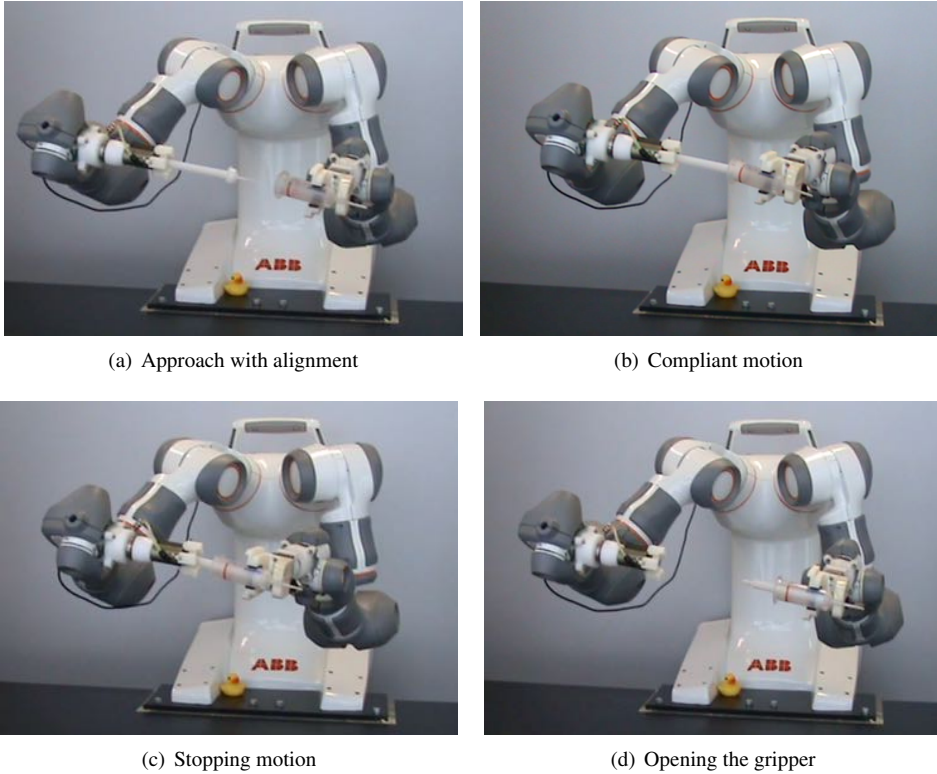 ABB
ABB
(a) Approach with alignment
(b) Compliant motion
ABB
ABB
(c) Stopping motion
(d) Opening the gripper